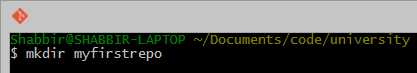 Shabbir@SHABBIR-LAPTOP ~/Documents/code/university
$ mkdir myfirstrepo